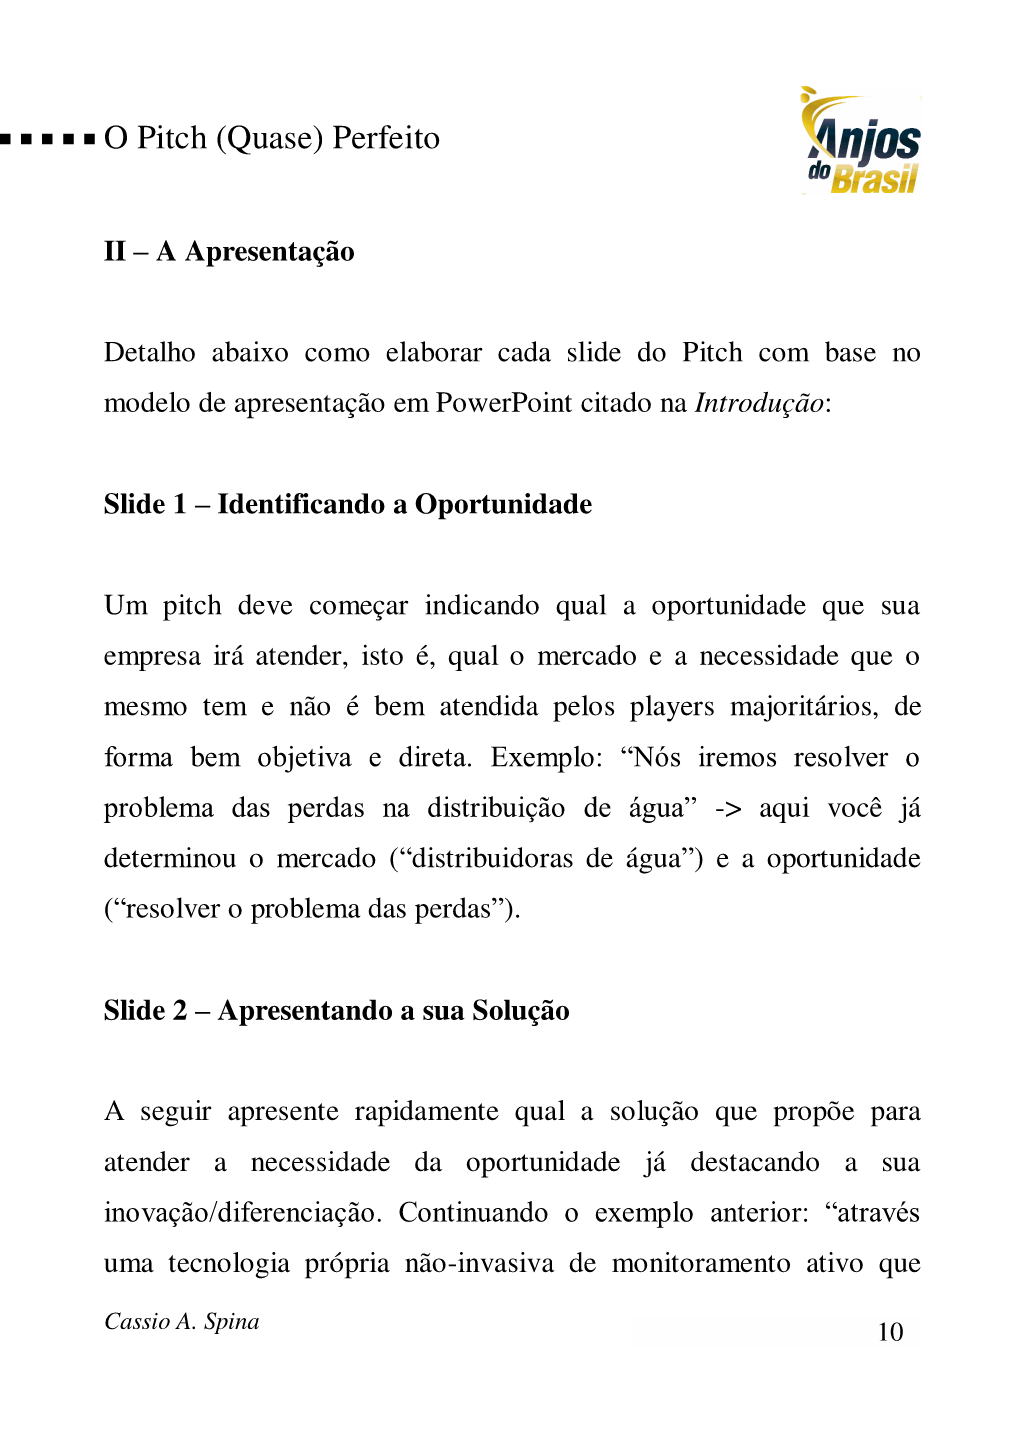 O Pitch (Quase) Perfeito
Anjos
do Brasil
II – A Apresentação
Detalho abaixo como elaborar cada slide do Pitch com base no
modelo de apresentação em PowerPoint citado na Introdução:
Slide 1 – Identificando a Oportunidade
Um pitch deve começar indicando qual a oportunidade que sua
empresa irá atender, isto é, qual o mercado e a necessidade que o
mesmo tem e não é bem atendida pelos players majoritários, de
forma bem objetiva e direta. Exemplo: “Nós iremos resolver o
problema das perdas na distribuição de água” -> aqui você já
determinou o mercado (“distribuidoras de água”) e a oportunidade
(“resolver o problema das perdas”).
Slide 2 – Apresentando a sua Solução
A seguir apresente rapidamente qual a solução que propõe para
atender a necessidade da oportunidade já destacando a sua
inovação/diferenciação. Continuando o exemplo anterior: “através
uma tecnologia própria não-invasiva de monitoramento ativo que
Cassio A. Spina
10